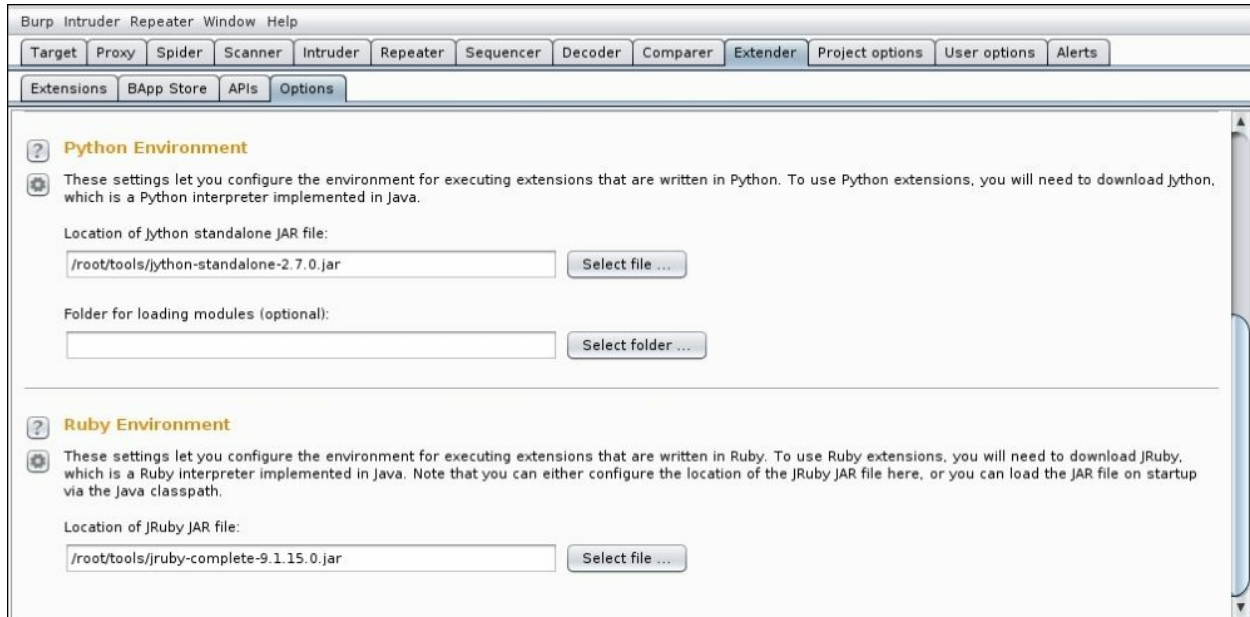 Burp Intruder Repeater Window Help
Target Proxy Spider Scanner Intruder Repeater Sequencer Decoder Comparer Extender Project options User options Alerts
Extensions BApp Store APIs Options
? Python Environment
These settings let you configure the environment for executing extensions that are written in Python. To use Python extensions, you will need to download Jython,
which is a Python interpreter implemented in Java.
Location of Jython standalone JAR file:
/root/tools/jython-standalone-2.7.0.jar Select file ...
Folder for loading modules (optional):
Select folder ...
? Ruby Environment
These settings let you configure the environment for executing extensions that are written in Ruby. To use Ruby extensions, you will need to download JRuby,
which is a Ruby interpreter implemented in Java. Note that you can either configure the location of the JRuby JAR file here, or you can load the JAR file on startup
via the Java classpath.
Location of JRuby JAR file:
/root/tools/jruby-complete-9.1.15.0.jar Select file ...